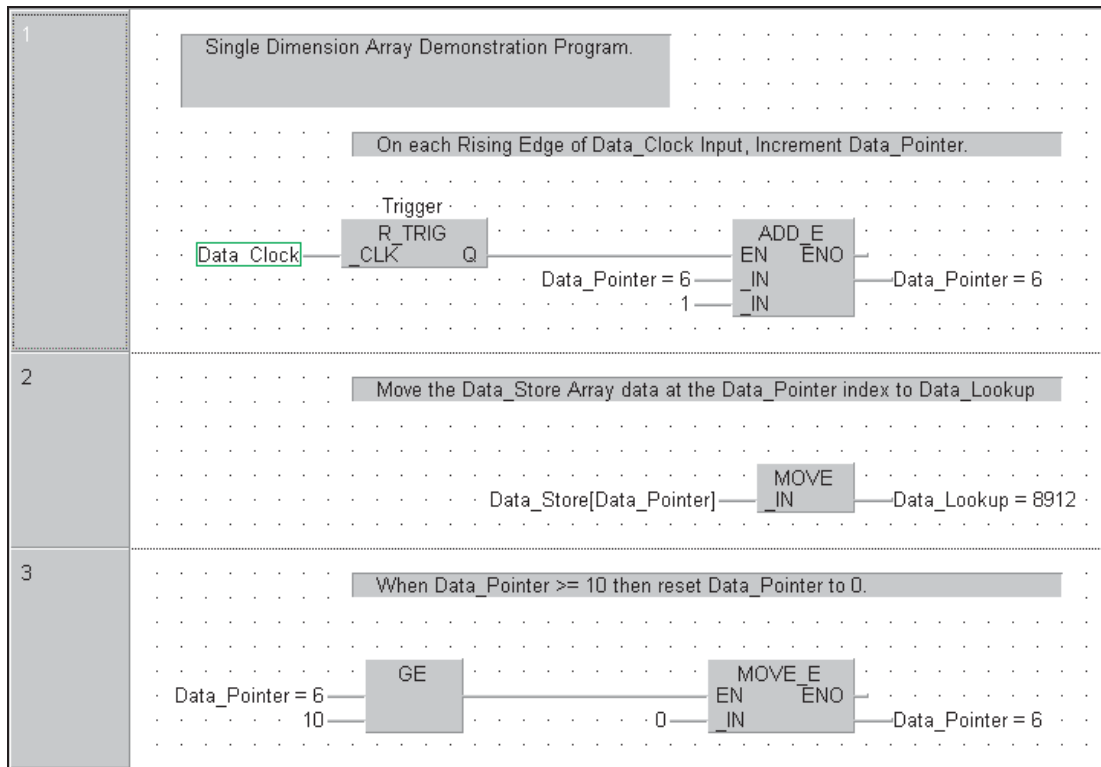 1
Single Dimension Array Demonstration Program.
On each Rising Edge of Data_Clock Input, Increment Data_Pointer.
Trigger
R_TRIG
Data_Clock
_CLK Q
ADD_E
EN ENO
Data_Pointer = 6 _IN Data_Pointer = 6
1 _IN
2
Move the Data_Store Array data at the Data_Pointer index to Data_Lookup
MOVE
Data_Store[Data_Pointer] _IN Data_Lookup = 8912
3
When Data_Pointer >= 10 then reset Data_Pointer to 0.
GE
Data_Pointer = 6
10
MOVE_E
EN ENO
0 _IN Data_Pointer = 6